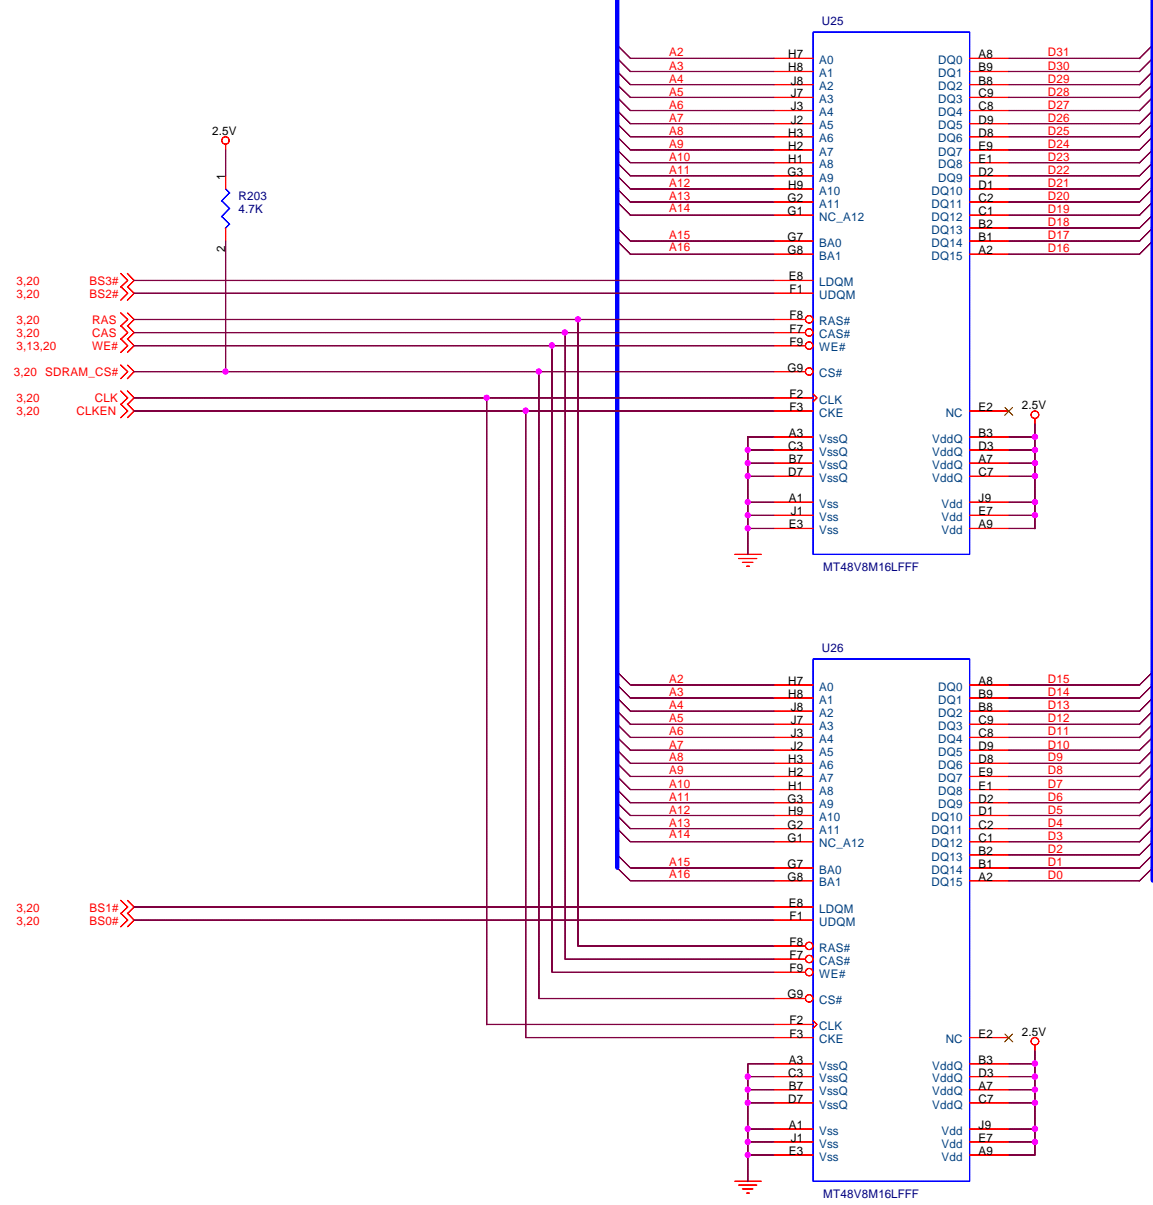 U25
A2 H7 A0 DQ0 A8 D31
A3 H8 A1 DQ1 B9 D30
A4 J8 A2 DQ2 B8 D29
A5 J7 A3 DQ3 C9 D28
A6 J3 A4 DQ4 C8 D27
A7 J2 A5 DQ5 D9 D26
A8 H3 A6 DQ6 D8 D25
A9 H2 A7 DQ7 E9 D24
A10 H1 A8 DQ8 E1 D23
A11 G3 A9 DQ9 D2 D22
A12 H9 A10 DQ10 D1 D21
A13 G2 A11 DQ11 C2 D20
A14 G1 NC_A12 DQ12 C1 D19
DQ13 B2 D18
A15 G7 BA0 DQ14 B1 D17
A16 G8 BA1 DQ15 A2 D16
2.5V
1
R203
4.7K
2
3,20 BS3# E8 LDQM
3,20 BS2# F1 UDQM
3,20 RAS F8 RAS#
3,20 CAS F7 CAS#
3,13,20 WE# F9 WE#
3,20 SDRAM_CS# G9 CS#
3,20 CLK F2 CLK
3,20 CLKEN F3 CKE NC E2 2.5V
A3 VssQ VddQ B3
C3 VssQ VddQ D3
B7 VssQ VddQ A7
D7 VssQ VddQ C7
A1 Vss Vdd J9
J1 Vss Vdd E7
E3 Vss Vdd A9
MT48V8M16LFFF
U26
A2 H7 A0 DQ0 A8 D15
A3 H8 A1 DQ1 B9 D14
A4 J8 A2 DQ2 B8 D13
A5 J7 A3 DQ3 C9 D12
A6 J3 A4 DQ4 C8 D11
A7 J2 A5 DQ5 D9 D10
A8 H3 A6 DQ6 D8 D9
A9 H2 A7 DQ7 E9 D8
A10 H1 A8 DQ8 E1 D7
A11 G3 A9 DQ9 D2 D6
A12 H9 A10 DQ10 D1 D5
A13 G2 A11 DQ11 C2 D4
A14 G1 NC_A12 DQ12 C1 D3
DQ13 B2 D2
A15 G7 BA0 DQ14 B1 D1
A16 G8 BA1 DQ15 A2 D0
3,20 BS1# E8 LDQM
3,20 BS0# F1 UDQM
F8 RAS#
F7 CAS#
F9 WE#
G9 CS#
F2 CLK
F3 CKE NC E2 2.5V
A3 VssQ VddQ B3
C3 VssQ VddQ D3
B7 VssQ VddQ A7
D7 VssQ VddQ C7
A1 Vss Vdd J9
J1 Vss Vdd E7
E3 Vss Vdd A9
MT48V8M16LFFF